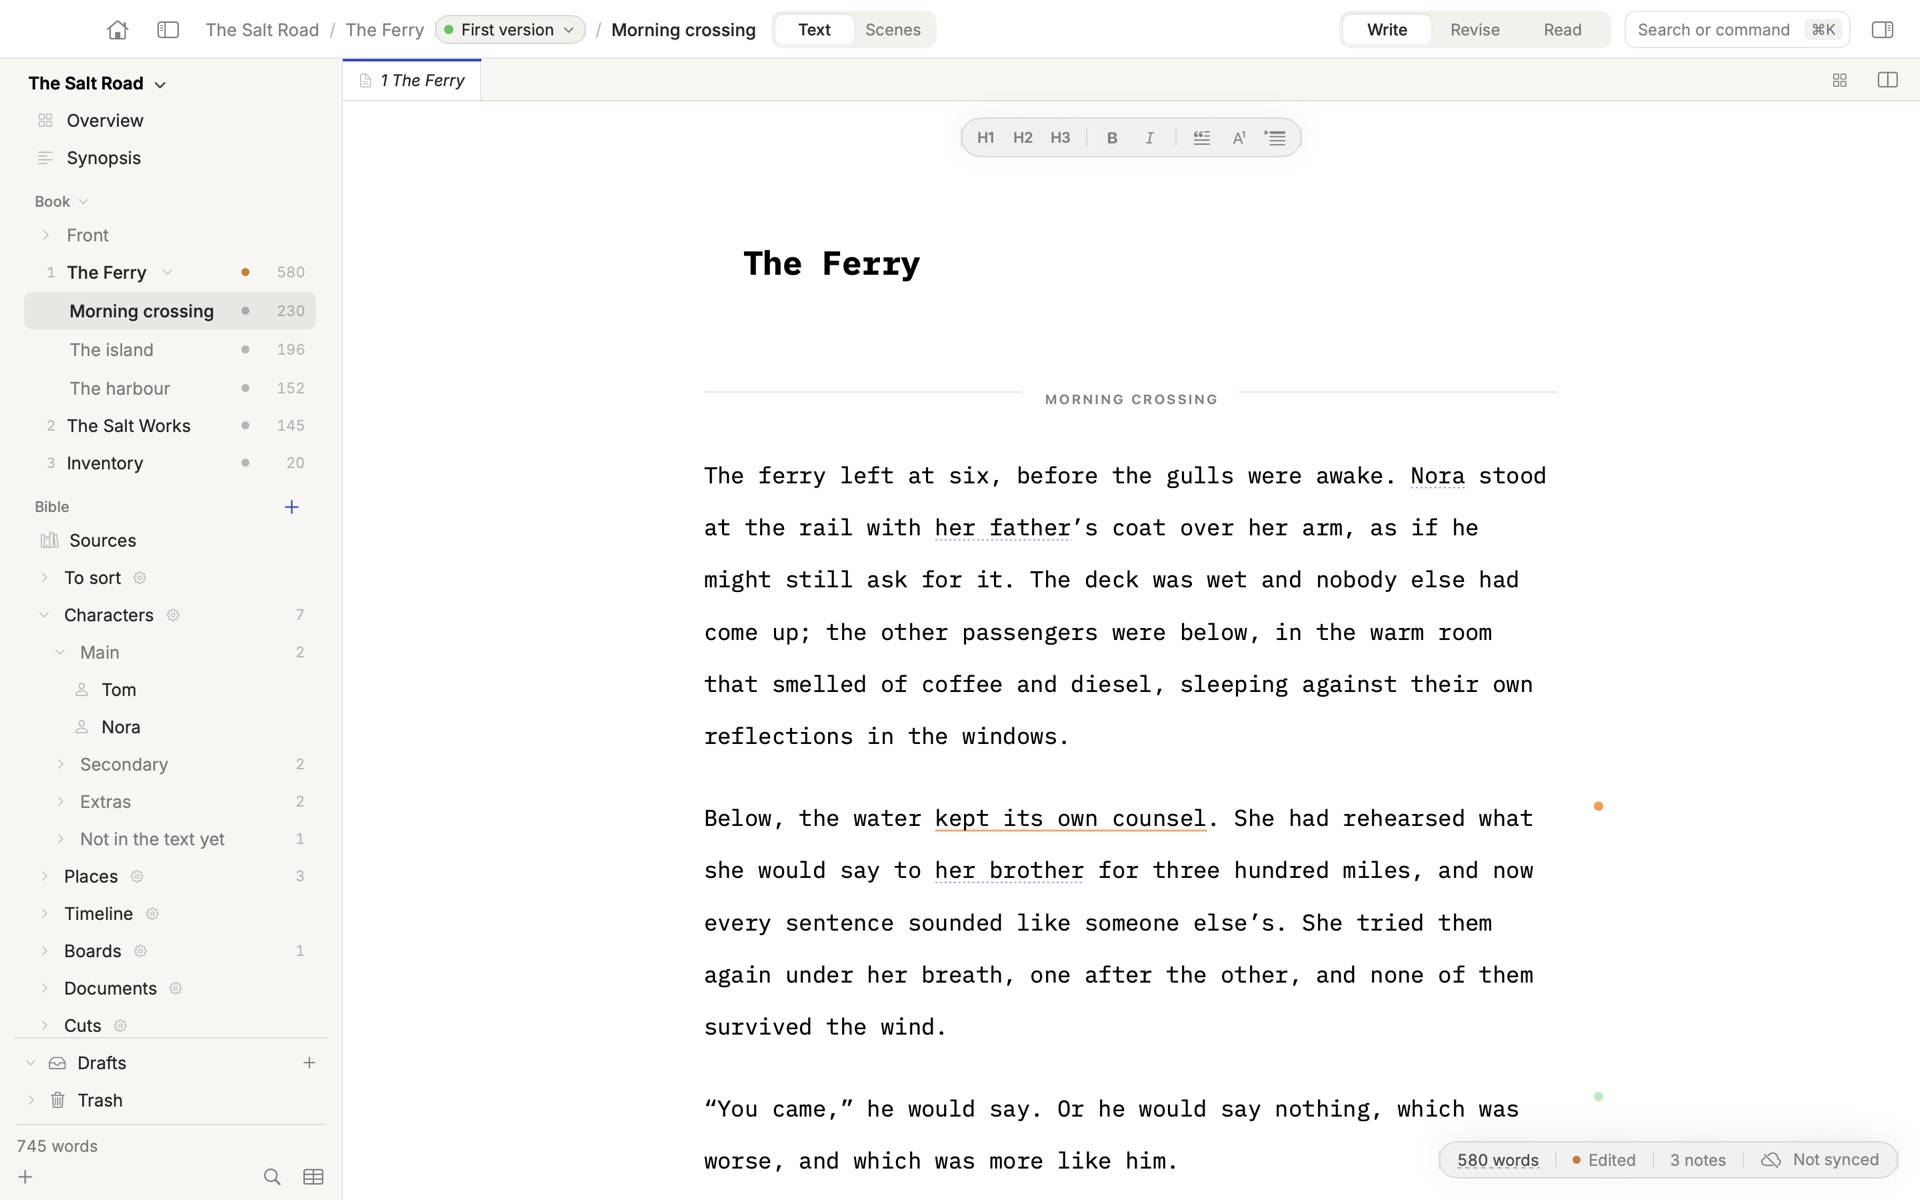 The Salt Road / The Ferry First version / Morning crossing Text Scenes Write Revise Read Search or command ⌘K
The Salt Road
Overview
Synopsis
Book
Front
1 The Ferry 580
Morning crossing 230
The island 196
The harbour 152
2 The Salt Works 145
3 Inventory 20
Bible
Sources
To sort
Characters 7
Main 2
Tom
Nora
Secondary 2
Extras 2
Not in the text yet 1
Places 3
Timeline
Boards 1
Documents
Cuts
Drafts
Trash
745 words
1 The Ferry
H1 H2 H3 B I A¹
The Ferry
MORNING CROSSING
The ferry left at six, before the gulls were awake. Nora stood
at the rail with her father’s coat over her arm, as if he
might still ask for it. The deck was wet and nobody else had
come up; the other passengers were below, in the warm room
that smelled of coffee and diesel, sleeping against their own
reflections in the windows.
Below, the water kept its own counsel. She had rehearsed what
she would say to her brother for three hundred miles, and now
every sentence sounded like someone else’s. She tried them
again under her breath, one after the other, and none of them
survived the wind.
“You came,” he would say. Or he would say nothing, which was
worse, and which was more like him.
580 words Edited 3 notes Not synced